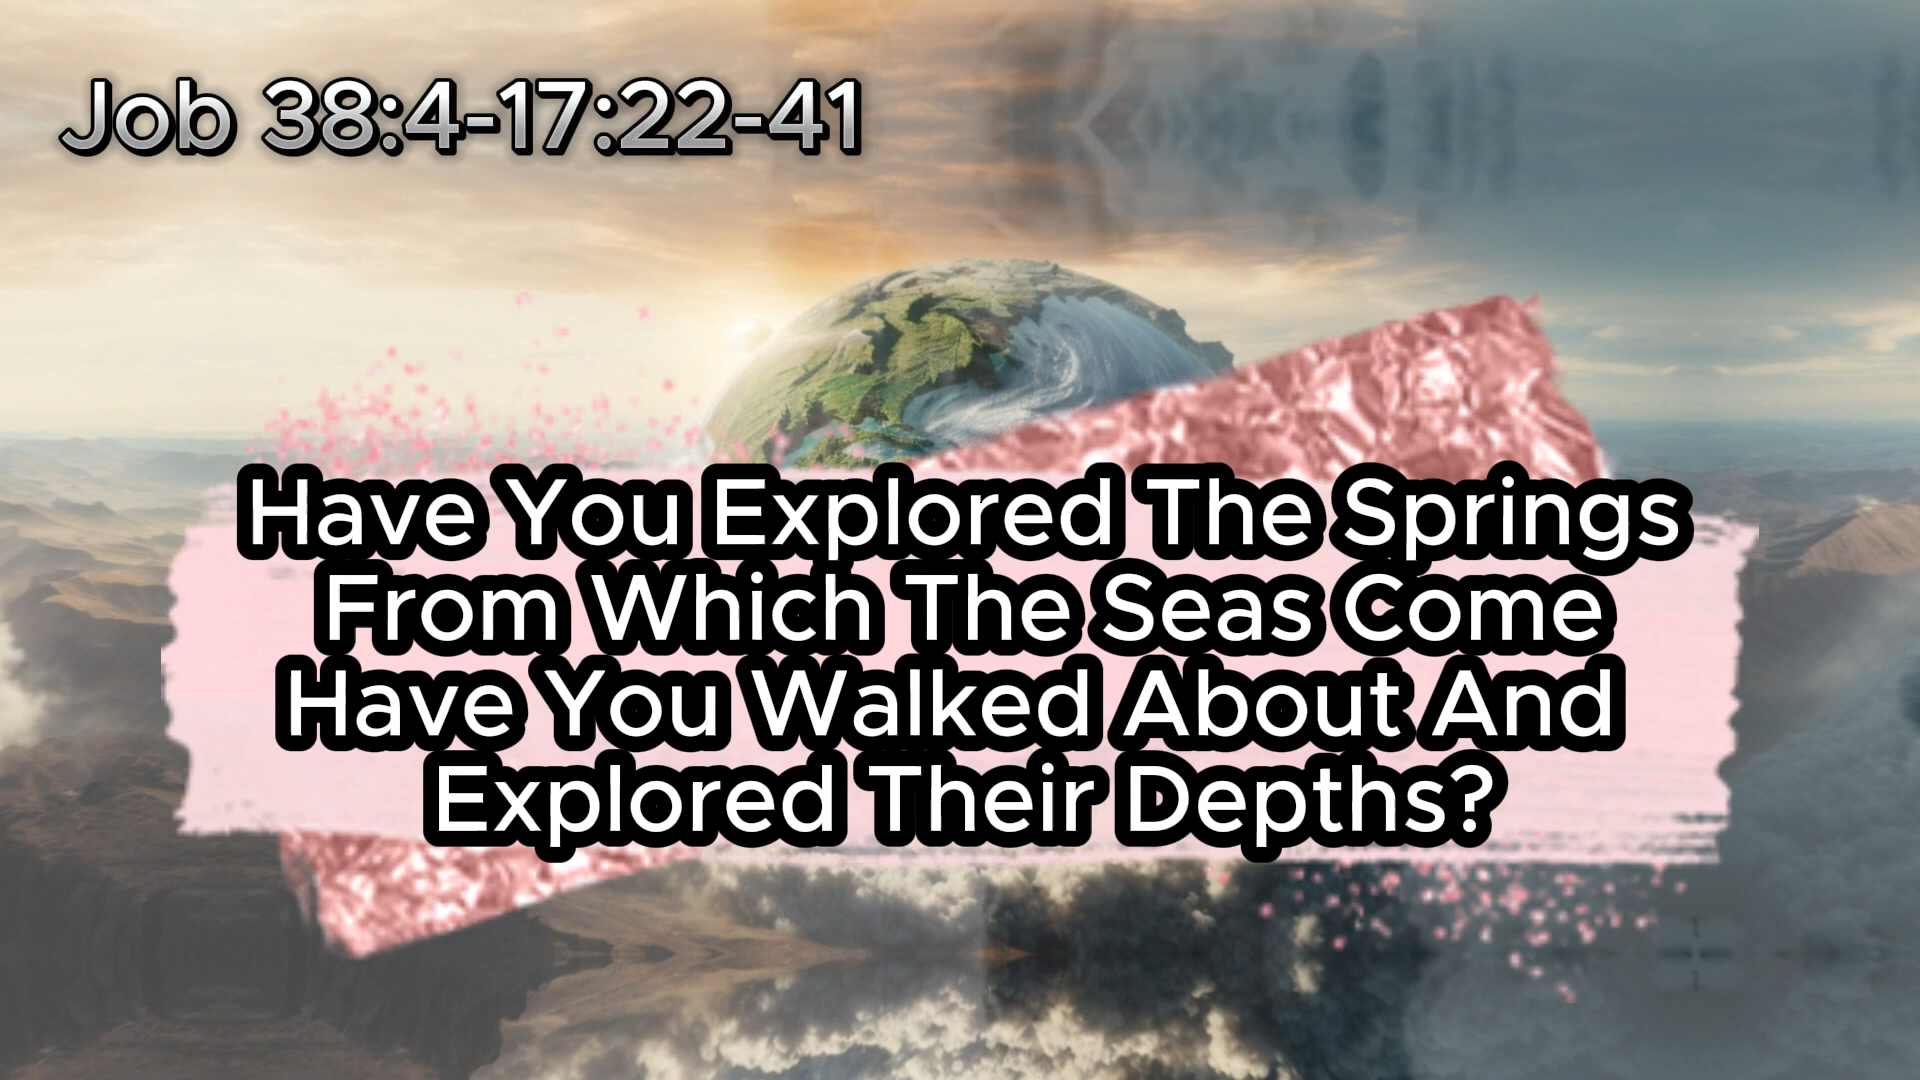 Job 38:4-17:22-41
Have You Explored The Springs
From Which The Seas Come
Have You Walked About And
Explored Their Depths?